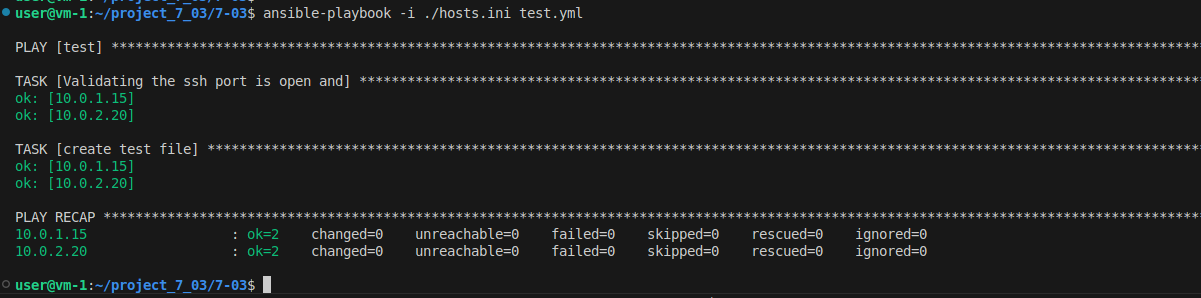 user@vm-1:~/project_7_03/7-03$ ansible-playbook -i ./hosts.ini test.yml
PLAY [test] ****************************************************************************************************************************************
TASK [Validating the ssh port is open and] *********************************************************************************************************
ok: [10.0.1.15]
ok: [10.0.2.20]
TASK [create test file] ****************************************************************************************************************************
ok: [10.0.1.15]
ok: [10.0.2.20]
PLAY RECAP *****************************************************************************************************************************************
10.0.1.15                  : ok=2    changed=0    unreachable=0    failed=0    skipped=0    rescued=0    ignored=0
10.0.2.20                  : ok=2    changed=0    unreachable=0    failed=0    skipped=0    rescued=0    ignored=0
user@vm-1:~/project_7_03/7-03$